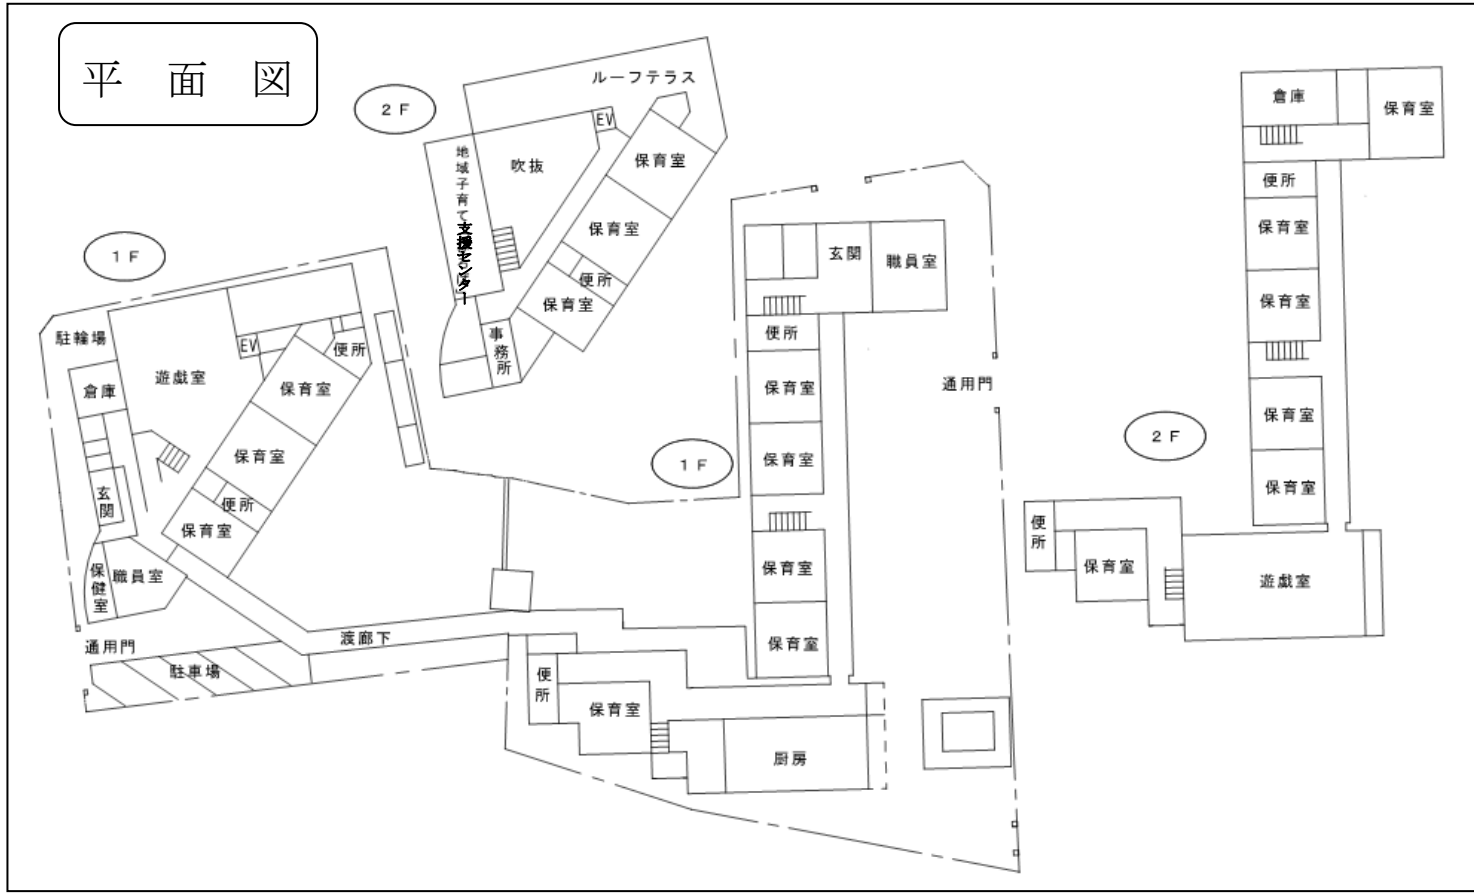 平 面 図
2F
ルーフテラス
EV
吹抜
保育室
保育室
便所
保育室
地域子育て
支援センター
事務所
1F
駐輪場
倉庫
遊戯室
EV
便所
保育室
保育室
便所
保育室
玄関
保健室
職員室
通用門
駐車場
渡廊下
1F
玄関
職員室
便所
保育室
保育室
保育室
保育室
通用門
便所
保育室
厨房
2F
倉庫
保育室
便所
保育室
保育室
保育室
保育室
便所
保育室
遊戯室